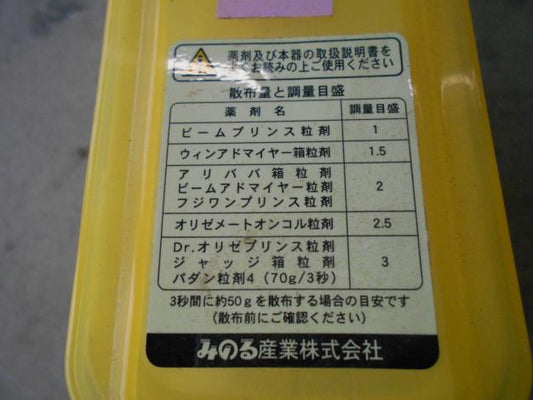 薬剤及び本器の取扱説明書を
よくお読みの上ご使用ください
散布量と調量目盛
薬剤名 調量目盛
ビームプリンス粒剤 1
ウィンアドマイヤー箱粒剤 1.5
アリババ箱粒剤
ビームアドマイヤー粒剤 2
フジワンプリンス粒剤
オリゼメートオンコル粒剤 2.5
Dr.オリゼプリンス粒剤
ジャッジ箱粒剤 3
パダン粒剤4(70g/3秒)
3秒間に約50gを散布する場合の目安です
(散布前にご確認ください)
みのる産業株式会社